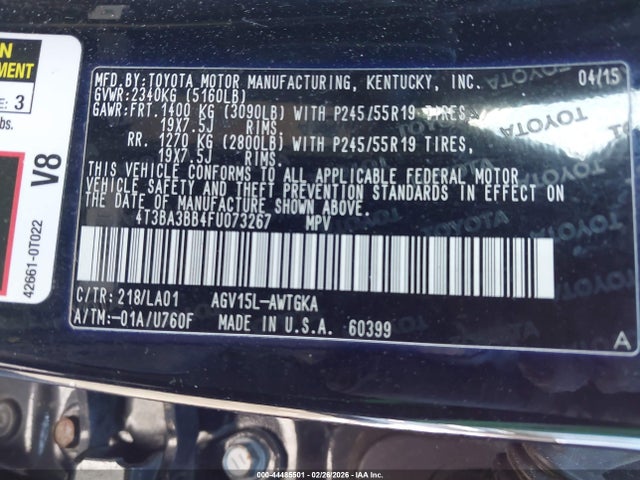 MFD.BY:TOYOTA MOTOR MANUFACTURING, KENTUCKY, INC. 04/15
GVWR:2340KG (5160LB)
GAWR:FRT. 1400 KG (3090LB) WITH P245/55R19 TIRES,
19X7.5J RIMS.
RR. 1270 KG (2800LB) WITH P245/55R19 TIRES,
19X7.5J RIMS.
THIS VEHICLE CONFORMS TO ALL APPLICABLE FEDERAL MOTOR
VEHICLE SAFETY AND THEFT PREVENTION STANDARDS IN EFFECT ON
THE DATE OF MANUFACTURE SHOWN ABOVE.
4T3BA3BB4FU073267 MPV
C/TR:218/LA01 AGV15L-AWTGKA
A/TM:-01A/U760F MADE IN U.S.A. 60399
A
3
bs.
V8
42661-0T022
TOYOTA
000-44485501 - 02/26/2026 - IAA Inc.